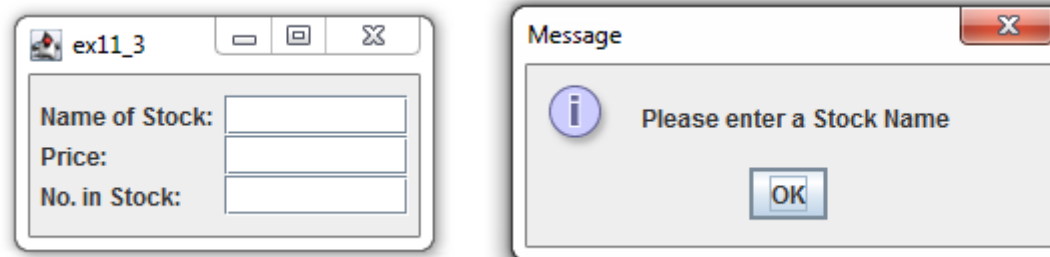 ex11_3
Name of Stock:
Price:
No. in Stock:
Message
Please enter a Stock Name
OK